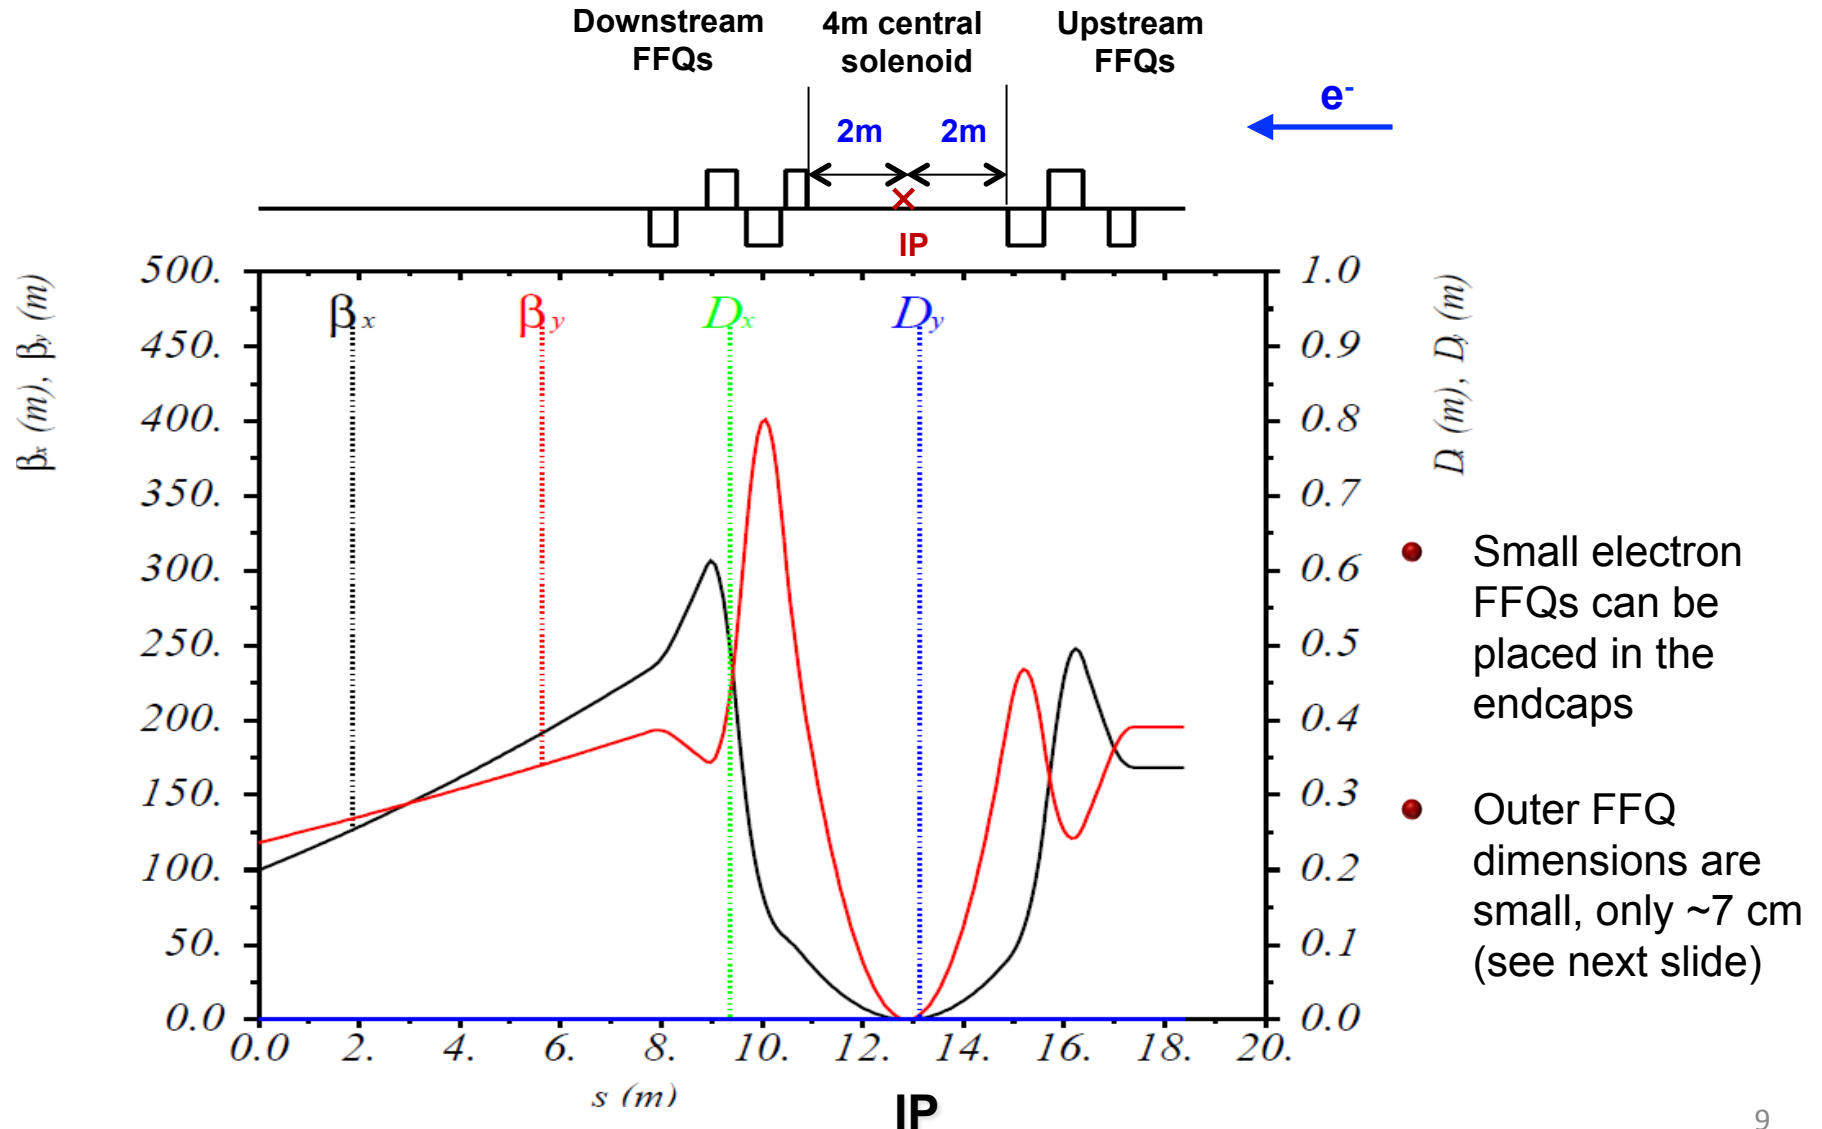 Downstream
FFQs
4m central
solenoid
Upstream
FFQs
e-
2m
2m
IP
βx (m), βy (m)
500.
450.
400.
350.
300.
250.
200.
150.
100.
50.
0.0
βx
βy
Dx
Dy
1.0
0.9
0.8
0.7
0.6
0.5
0.4
0.3
0.2
0.1
0.0
Dx (m), Dy (m)
0.0 2. 4. 6. 8. 10. 12. 14. 16. 18. 20.
s (m)
IP
Small electron
FFQs can be
placed in the
endcaps
Outer FFQ
dimensions are
small, only ~7 cm
(see next slide)
9